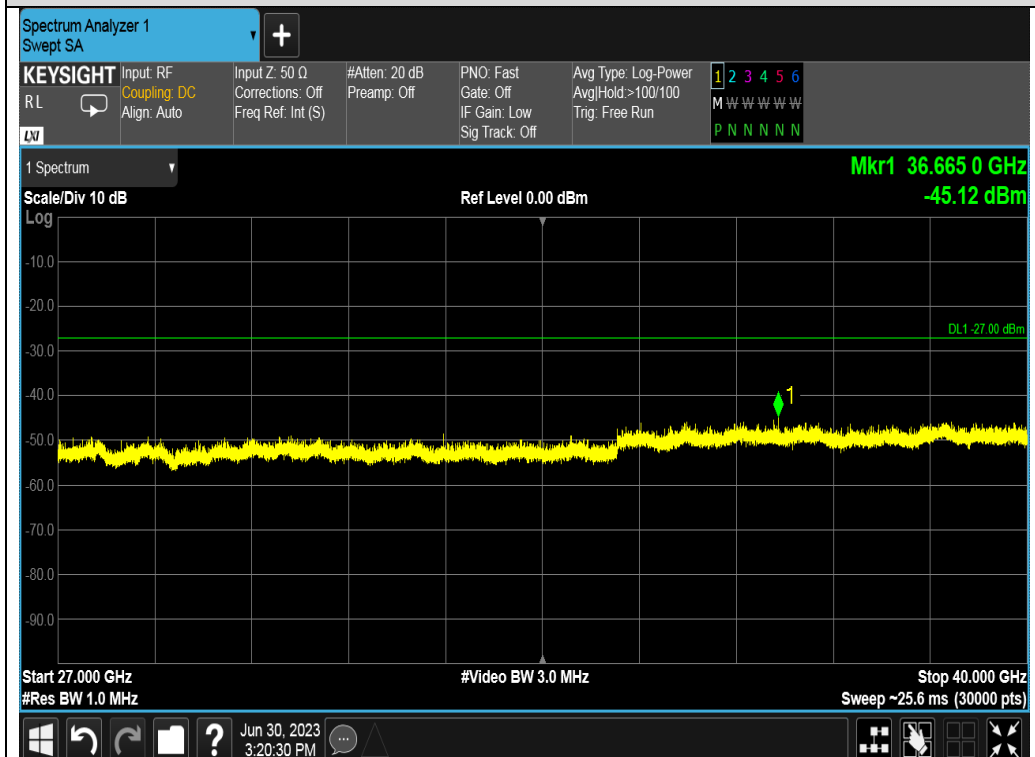 Spectrum Analyzer 1
Swept SA
+
KEYSIGHT
RL
LXI
Input: RF
Coupling: DC
Align: Auto
Input Z: 50 Ω
Corrections: Off
Freq Ref: Int (S)
#Atten: 20 dB
Preamp: Off
PNO: Fast
Gate: Off
IF Gain: Low
Sig Track: Off
Avg Type: Log-Power
Avg|Hold:>100/100
Trig: Free Run
1 2 3 4 5 6
M W W W W W
P N N N N N
1 Spectrum
Mkr1 36.665 0 GHz
-45.12 dBm
Scale/Div 10 dB
Ref Level 0.00 dBm
Log
-10.0
-20.0
DL1 -27.00 dBm
-30.0
-40.0
1
-50.0
-60.0
-70.0
-80.0
-90.0
Start 27.000 GHz
#Video BW 3.0 MHz
Stop 40.000 GHz
#Res BW 1.0 MHz
Sweep ~25.6 ms (30000 pts)
?
Jun 30, 2023
3:20:30 PM